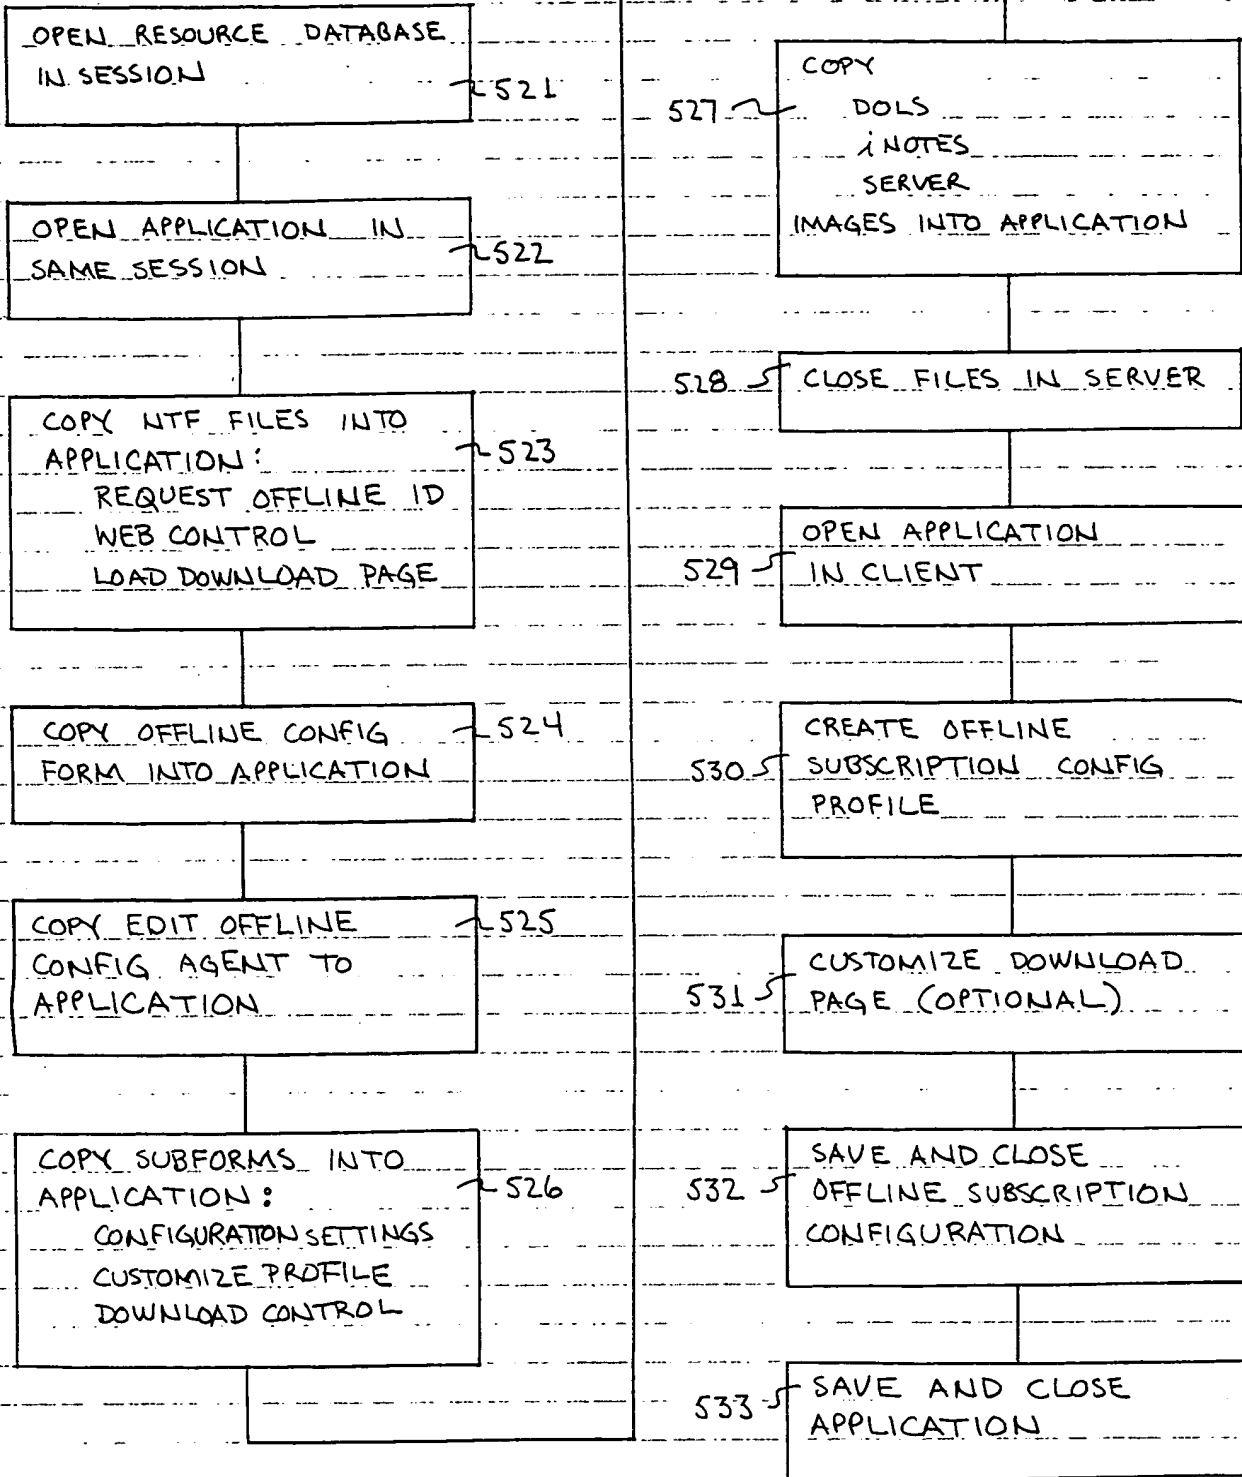 OPEN RESOURCE DATABASE
IN SESSION
521
OPEN APPLICATION IN
SAME SESSION
522
COPY NTF FILES INTO
APPLICATION:
523
REQUEST OFFLINE ID
WEB CONTROL
LOAD DOWNLOAD PAGE
COPY OFFLINE CONFIG
FORM INTO APPLICATION
524
COPY EDIT OFFLINE
CONFIG AGENT TO
APPLICATION
525
COPY SUBFORMS INTO
APPLICATION:
526
CONFIGURATION SETTINGS
CUSTOMIZE PROFILE
DOWNLOAD CONTROL
COPY
527
DOLS
iNOTES
SERVER
IMAGES INTO APPLICATION
528
CLOSE FILES IN SERVER
OPEN APPLICATION
529
IN CLIENT
CREATE OFFLINE
530
SUBSCRIPTION CONFIG
PROFILE
CUSTOMIZE DOWNLOAD
531
PAGE (OPTIONAL)
SAVE AND CLOSE
532
OFFLINE SUBSCRIPTION
CONFIGURATION
533
SAVE AND CLOSE
APPLICATION